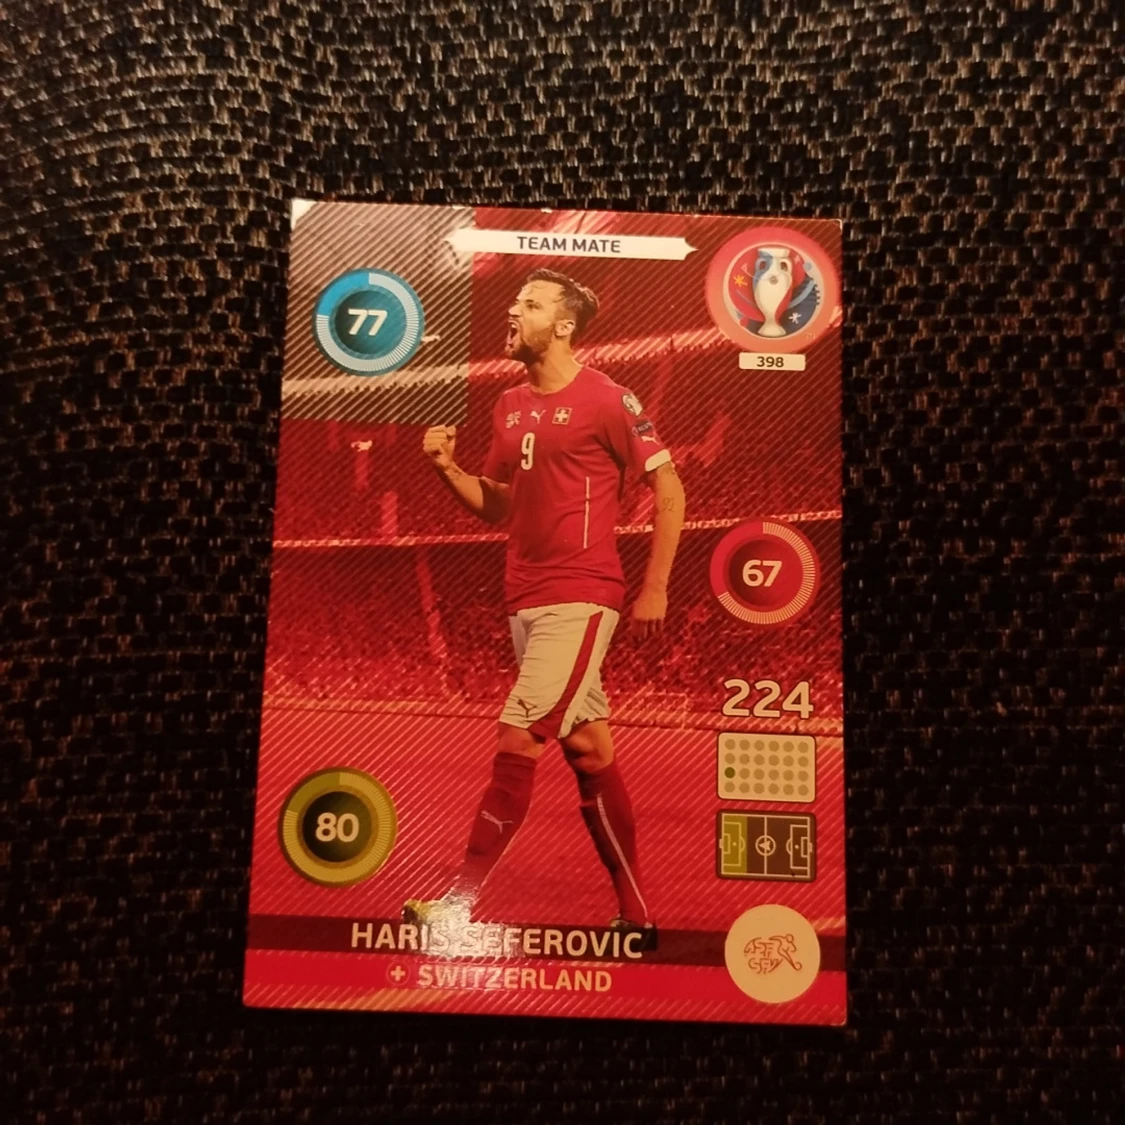 TEAM MATE
77
398
9
67
224
80
HARIS SEFEROVIC
SWITZERLAND